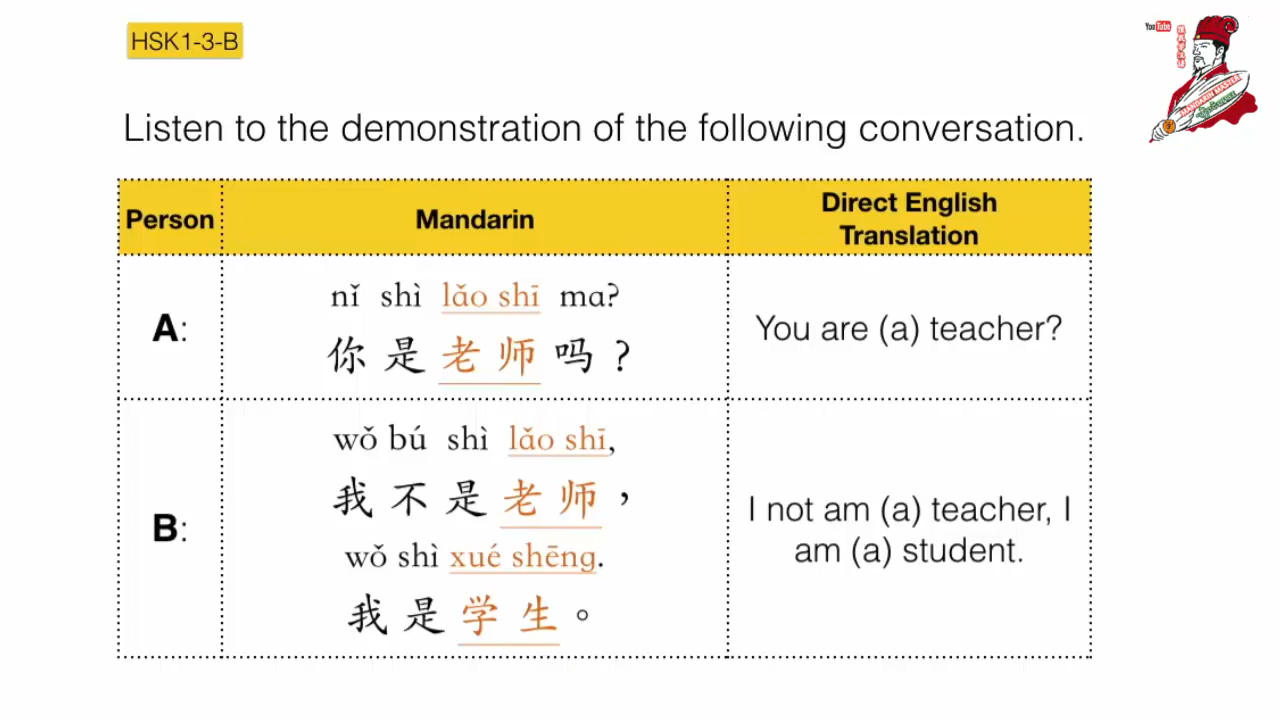 HSK1-3-B
YouTube
Listen to the demonstration of the following conversation.
Person
Mandarin
Direct English
Translation
A:
nǐ shì lǎo shī ma?
你是老师吗?
You are (a) teacher?
B:
wǒ bú shì lǎo shī,
我不是老师，
wǒ shì xué shēng.
我是学生。
I not am (a) teacher, I
am (a) student.
MANDARIN MASTER